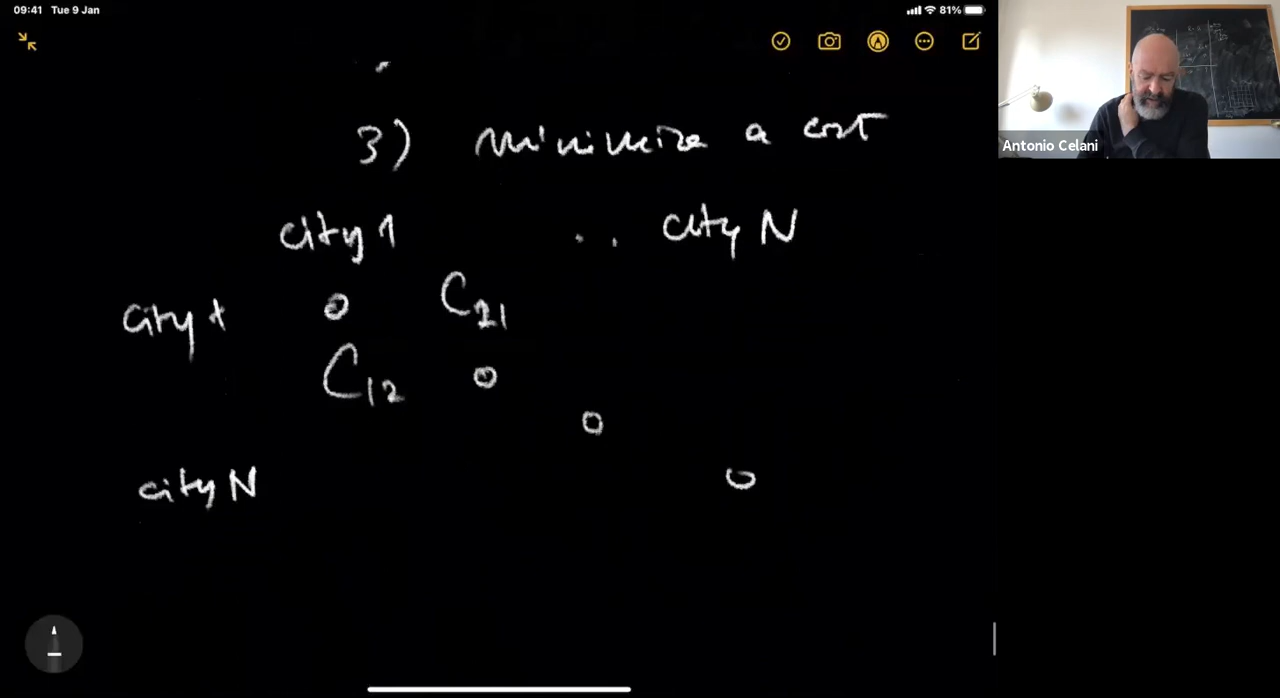 09:41 Tue 9 Jan 81%
Antonio Celani
3) minimize a cost
city 1 .. city N
city 1 0 C21
C12 0
0
city N 0